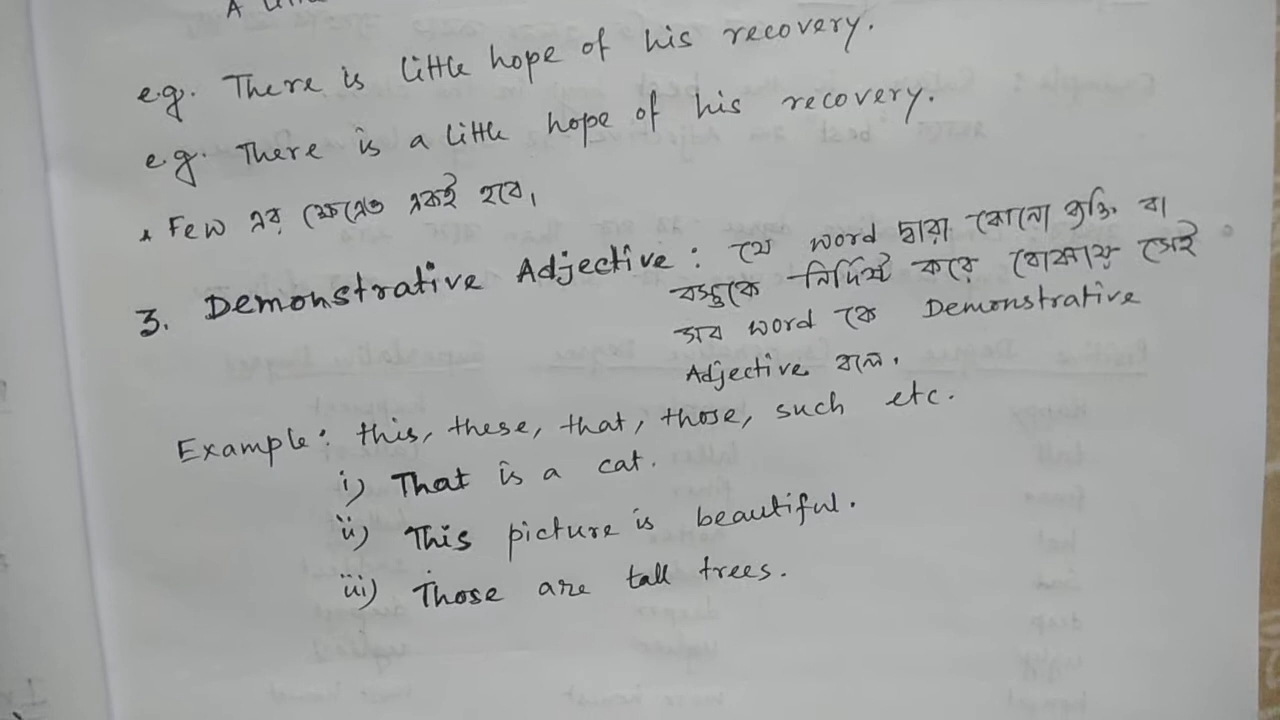 A
e.g. There is little hope of his recovery.
e.g. There is a little hope of his recovery.
* Few এর ক্ষেত্রেও একই হবে।
3. Demonstrative Adjective : যে word দ্বারা কোনো ব্যক্তি বা
বস্তুকে নির্দিষ্ট করে বোঝায় সেই
সব word কে Demonstrative
Adjective বলে.
Example: this, these, that, those, such etc.
i) That is a cat.
ii) This picture is beautiful.
iii) Those are tall trees.